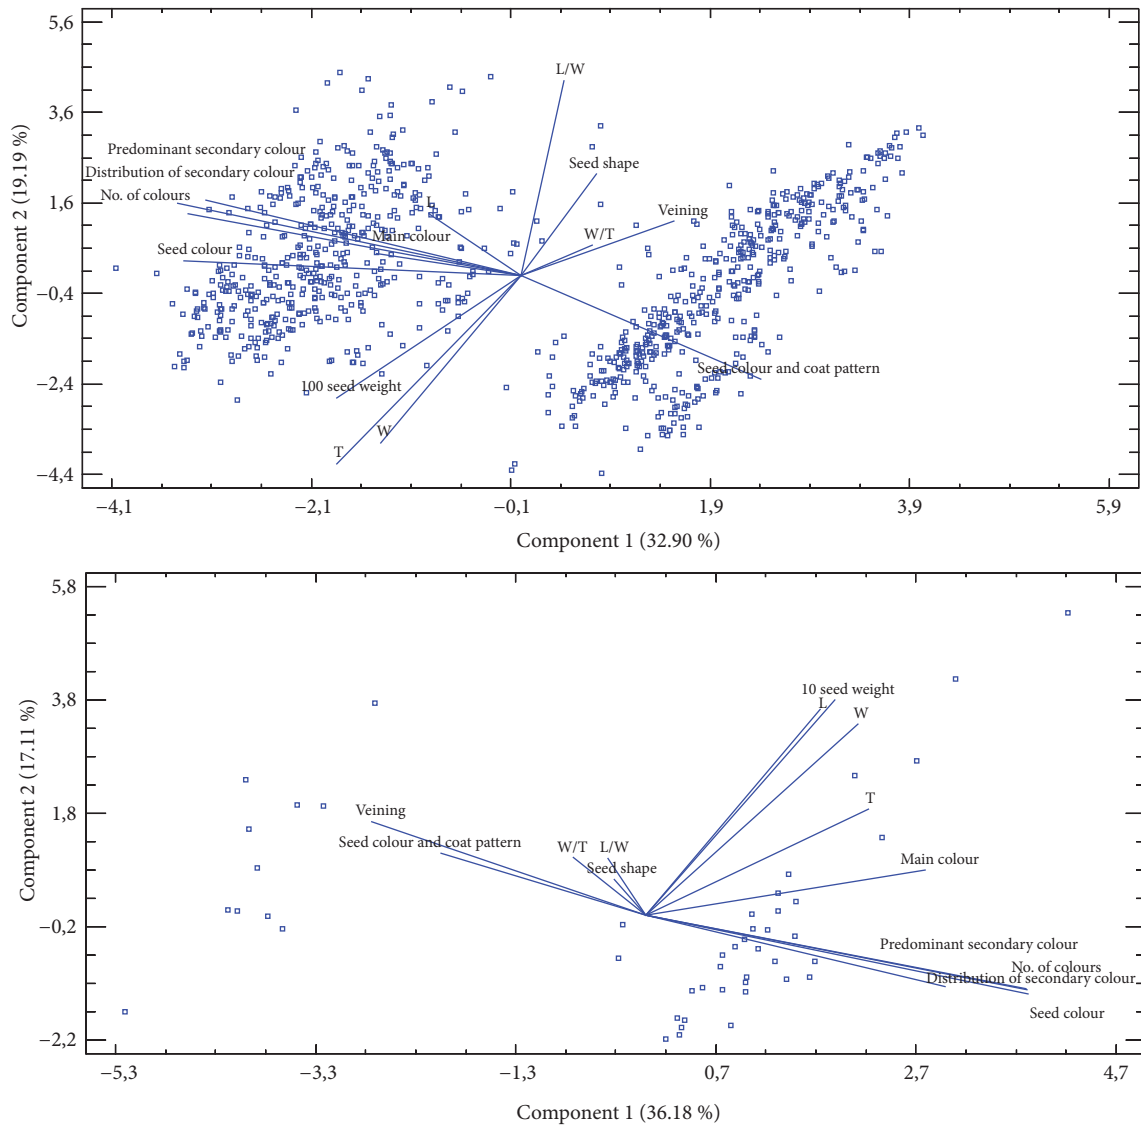 5,6
3,6
1,6
−0,4
−2,4
−4,4
Component 2 (19.19 %)
L/W
Seed shape
Predominant secondary colour
Distribution of secondary colour
No. of colours
L
Veining
Main colour
W/T
Seed colour
Seed colour and coat pattern
100 seed weight
W
T
−4,1
−2,1
−0,1
1,9
3,9
5,9
Component 1 (32.90 %)
5,8
3,8
1,8
−0,2
−2,2
Component 2 (17.11 %)
10 seed weight
L
W
T
Veining
Seed colour and coat pattern
W/T
L/W
Seed shape
Main colour
Predominant secondary colour
No. of colours
Distribution of secondary colour
Seed colour
−5,3
−3,3
−1,3
0,7
2,7
4,7
Component 1 (36.18 %)